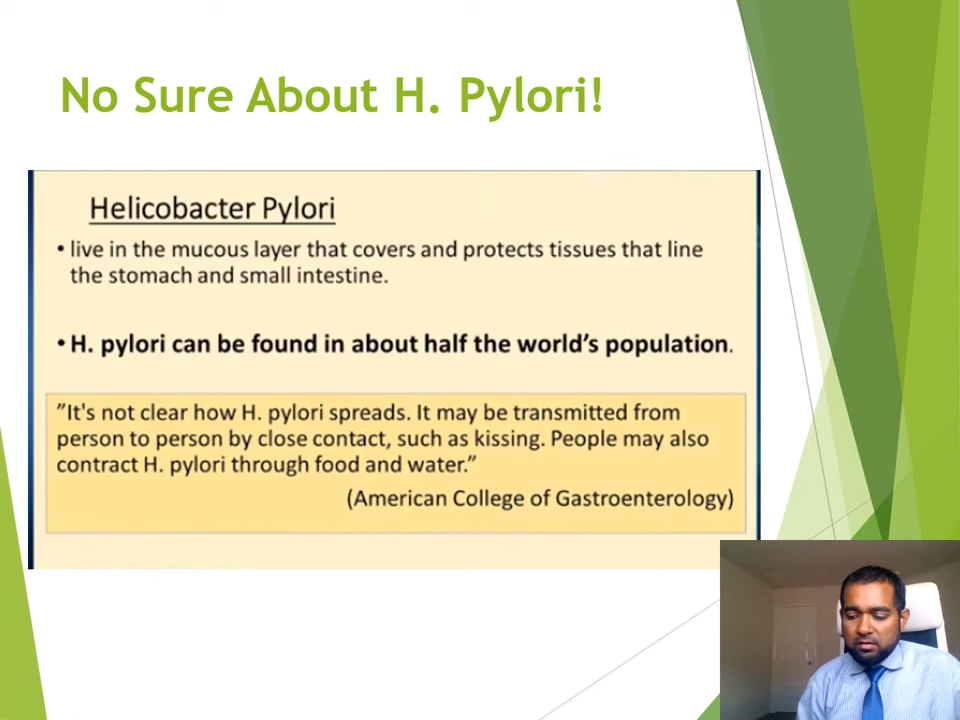 No Sure About H. Pylori!
Helicobacter Pylori
• live in the mucous layer that covers and protects tissues that line
the stomach and small intestine.
• H. pylori can be found in about half the world’s population.
”It's not clear how H. pylori spreads. It may be transmitted from
person to person by close contact, such as kissing. People may also
contract H. pylori through food and water.”
(American College of Gastroenterology)